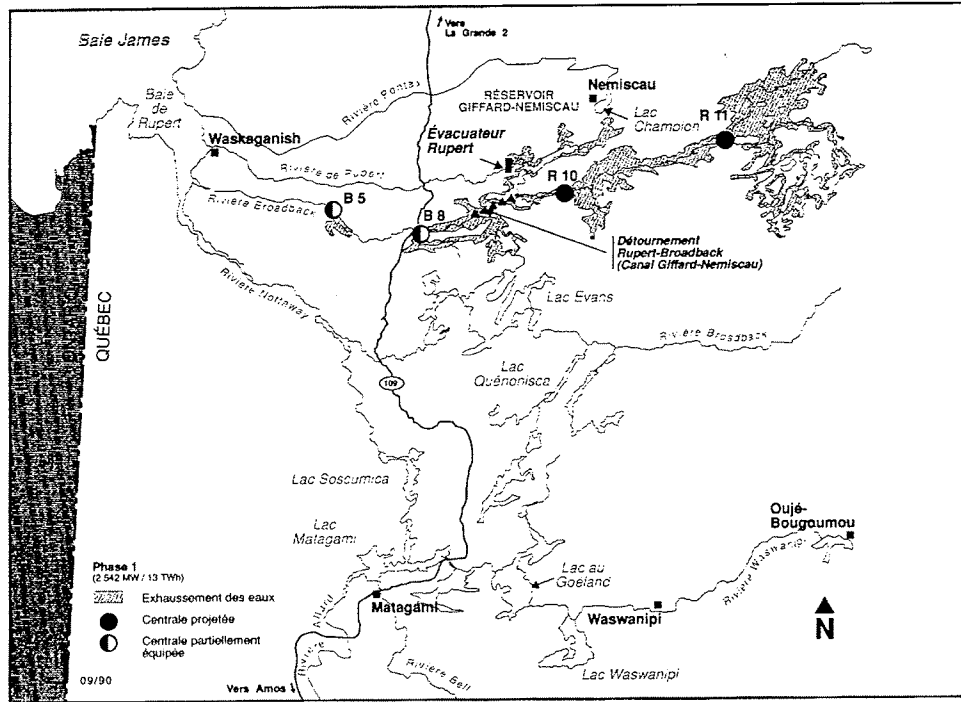 Vers
La Grande 2
Baie James
Nemiscau
RÉSERVOIR
GIFFARD-NEMISCAU
Rivière Pontax
R 11
Baie
de
Rupert
Lac
Champion
Waskaganish
Évacuateur
Rupert
Rivière de Rupert
R 10
Rivière Broadback
B 5
B 8
Détournement
Rupert-Broadback
(Canal Giffard-Nemiscau)
Lac Evans
Rivière Nottaway
Rivière Broadback
QUÉBEC
Lac
Quénonisca
109
Lac Soscumica
Lac
Matagami
Oujé-
Bougoumou
Phase 1
(2 542 MW / 13 TWh)
Lac au
Goeland
Rivière Waswanipi
Exhaussement des eaux
Matagami
Waswanipi
Centrale projetée
Rivière Allard
N
Centrale partiellement
équipée
Lac Waswanipi
Rivière Bell
09/90
Vers Amos